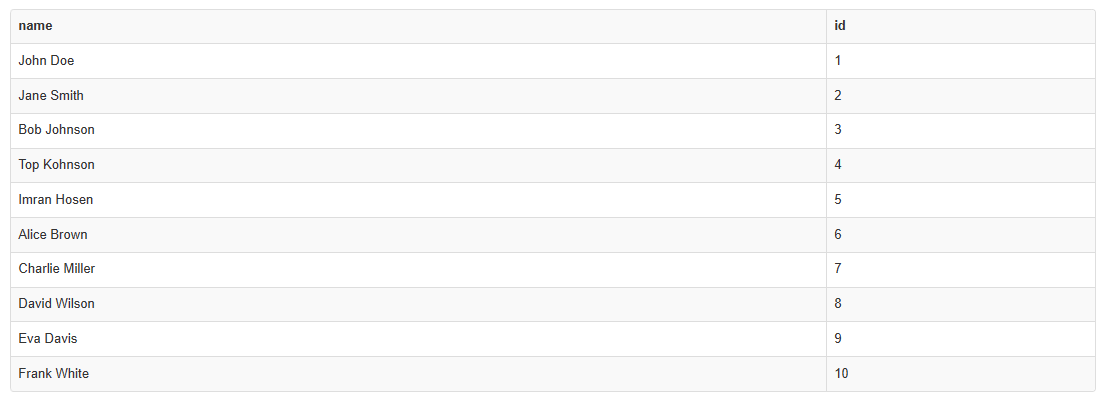 name id
John Doe 1
Jane Smith 2
Bob Johnson 3
Top Kohnson 4
Imran Hosen 5
Alice Brown 6
Charlie Miller 7
David Wilson 8
Eva Davis 9
Frank White 10